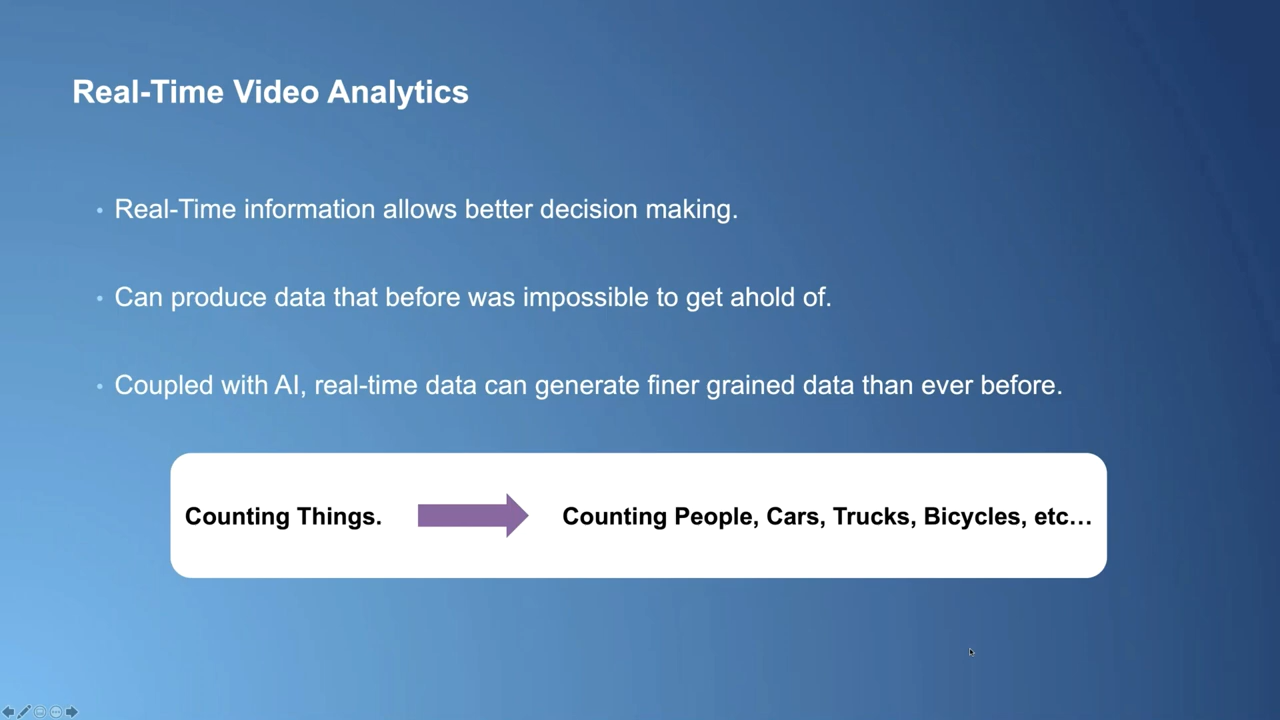 Real-Time Video Analytics
Real-Time information allows better decision making.
Can produce data that before was impossible to get ahold of.
Coupled with AI, real-time data can generate finer grained data than ever before.
Counting Things.
Counting People, Cars, Trucks, Bicycles, etc…